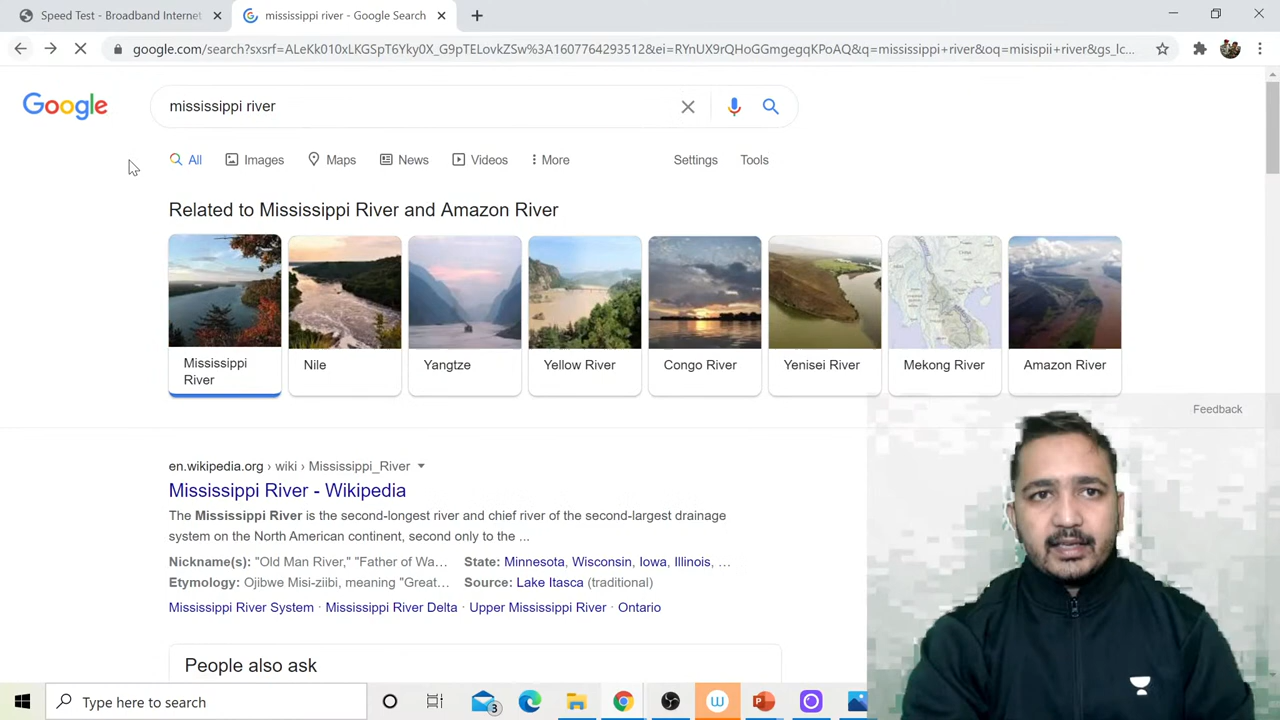 Speed Test - Broadband Internet
mississippi river - Google Search
google.com/search?sxsrf=ALeKk010xLKGSpT6Yky0X_G9pTELovkZSw%3A1607764293512&ei=RYnUX9rQHoGGmgegqKPoAQ&q=mississippi+river&oq=misispii+river&gs_lc...
Google
mississippi river
All Images Maps News Videos More Settings Tools
Related to Mississippi River and Amazon River
Mississippi River
Nile
Yangtze
Yellow River
Congo River
Yenisei River
Mekong River
Amazon River
Feedback
en.wikipedia.org › wiki › Mississippi_River
Mississippi River - Wikipedia
The Mississippi River is the second-longest river and chief river of the second-largest drainage
system on the North American continent, second only to the ...
Nickname(s): "Old Man River," "Father of Wa... State: Minnesota, Wisconsin, Iowa, Illinois, ...
Etymology: Ojibwe Misi-ziibi, meaning "Great... Source: Lake Itasca (traditional)
Mississippi River System · Mississippi River Delta · Upper Mississippi River · Ontario
People also ask
Type here to search
3